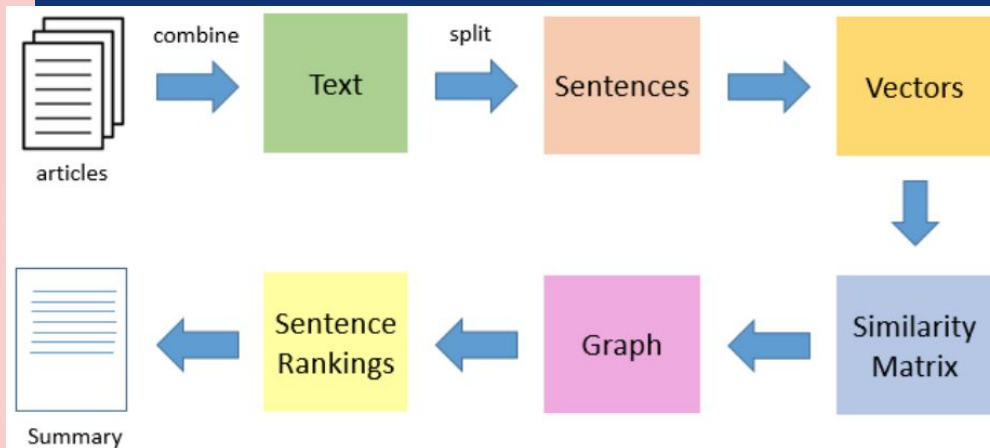 combine
split
Text
Sentences
Vectors
articles
Similarity
Matrix
Graph
Sentence
Rankings
Summary